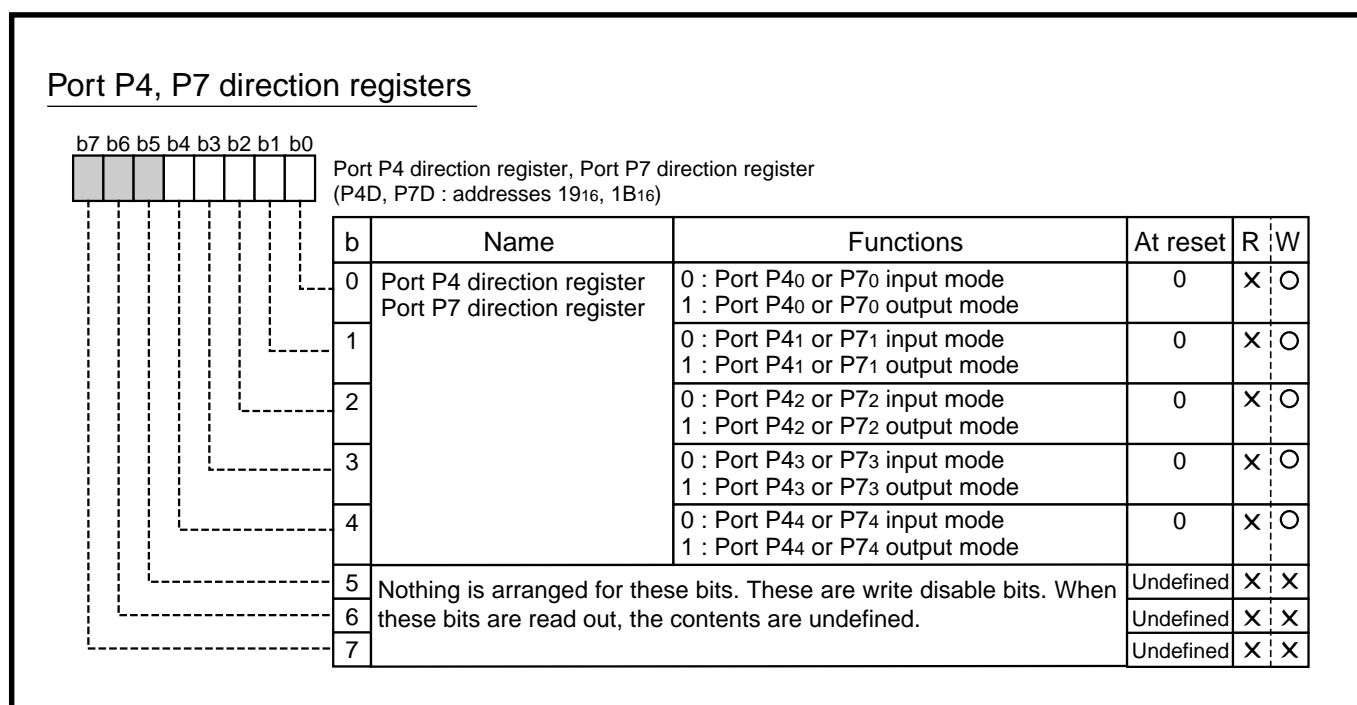 Port P4, P7 direction registers
b7 b6 b5 b4 b3 b2 b1 b0
Port P4 direction register, Port P7 direction register
(P4D, P7D : addresses 19₁₆, 1B₁₆)
b Name Functions At reset R W
0 Port P4 direction register 0 : Port P4₀ or P7₀ input mode 0 X O
Port P7 direction register 1 : Port P4₀ or P7₀ output mode
1 0 : Port P4₁ or P7₁ input mode 0 X O
1 : Port P4₁ or P7₁ output mode
2 0 : Port P4₂ or P7₂ input mode 0 X O
1 : Port P4₂ or P7₂ output mode
3 0 : Port P4₃ or P7₃ input mode 0 X O
1 : Port P4₃ or P7₃ output mode
4 0 : Port P4₄ or P7₄ input mode 0 X O
1 : Port P4₄ or P7₄ output mode
5 Nothing is arranged for these bits. These are write disable bits. When Undefined X X
6 these bits are read out, the contents are undefined. Undefined X X
7 Undefined X X